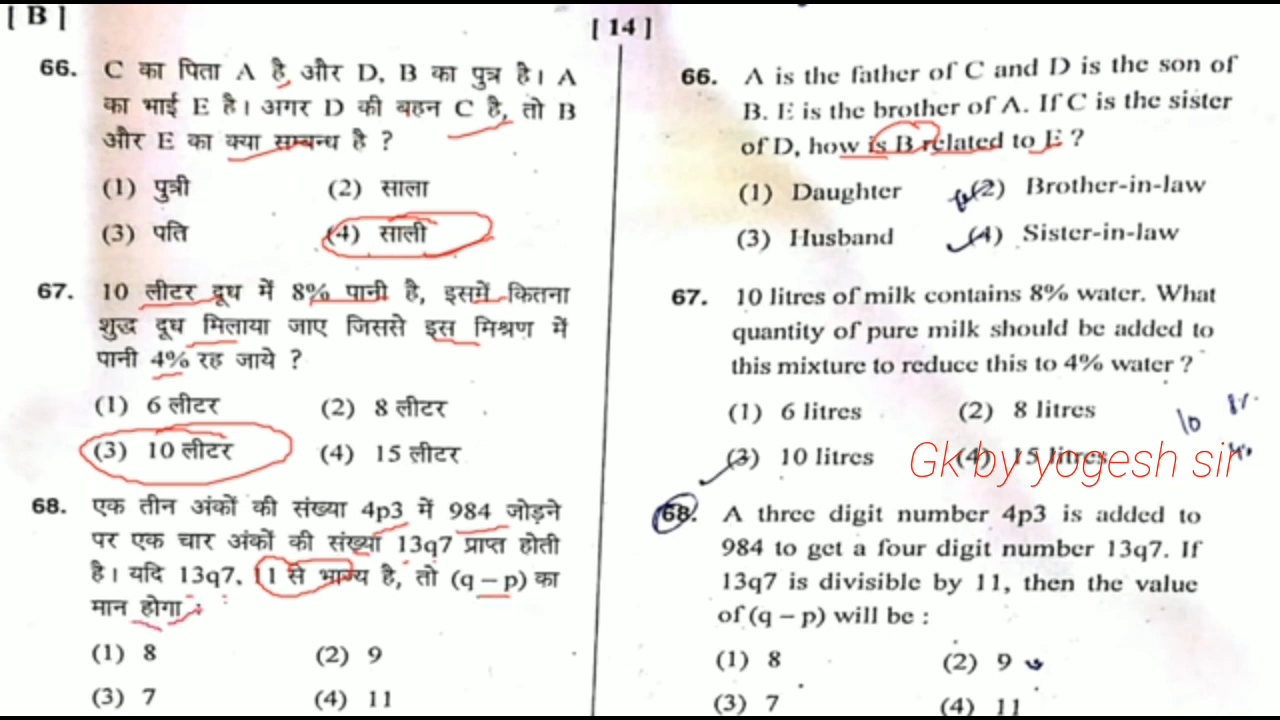 [ B ]
[ 14 ]
66. C का पिता A है, और D, B का पुत्र है। A
का भाई E है। अगर D की बहन C है, तो B
और E का क्या सम्बन्ध है ?
(1) पुत्री (2) साला
(3) पति (4) साली
67. 10 लीटर दूध में 8% पानी है, इसमें कितना
शुद्ध दूध मिलाया जाए जिससे इस मिश्रण में
पानी 4% रह जाये ?
(1) 6 लीटर (2) 8 लीटर
(3) 10 लीटर (4) 15 लीटर
68. एक तीन अंकों की संख्या 4p3 में 984 जोड़ने
पर एक चार अंकों की संख्या 13q7 प्राप्त होती
है। यदि 13q7, 11 से भाग्य है, तो (q – p) का
मान होगा :
(1) 8 (2) 9
(3) 7 (4) 11
66. A is the father of C and D is the son of
B. E is the brother of A. If C is the sister
of D, how is B related to E ?
(1) Daughter (2) Brother-in-law
(3) Husband (4) Sister-in-law
67. 10 litres of milk contains 8% water. What
quantity of pure milk should be added to
this mixture to reduce this to 4% water ?
(1) 6 litres (2) 8 litres
10 8%
(3) 10 litres (4) 15 litres
Gk by yogesh sir
68. A three digit number 4p3 is added to
984 to get a four digit number 13q7. If
13q7 is divisible by 11, then the value
of (q – p) will be :
(1) 8 (2) 9
(3) 7 (4) 11